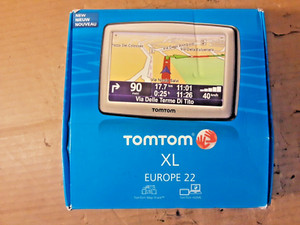 NEW
NIEUW
NOUVEAU
90
17.7 km
11:01
0:25
11:26
40
Via Delle Terme Di Tito
TOMTOM
TOMTOM
XL
EUROPE 22